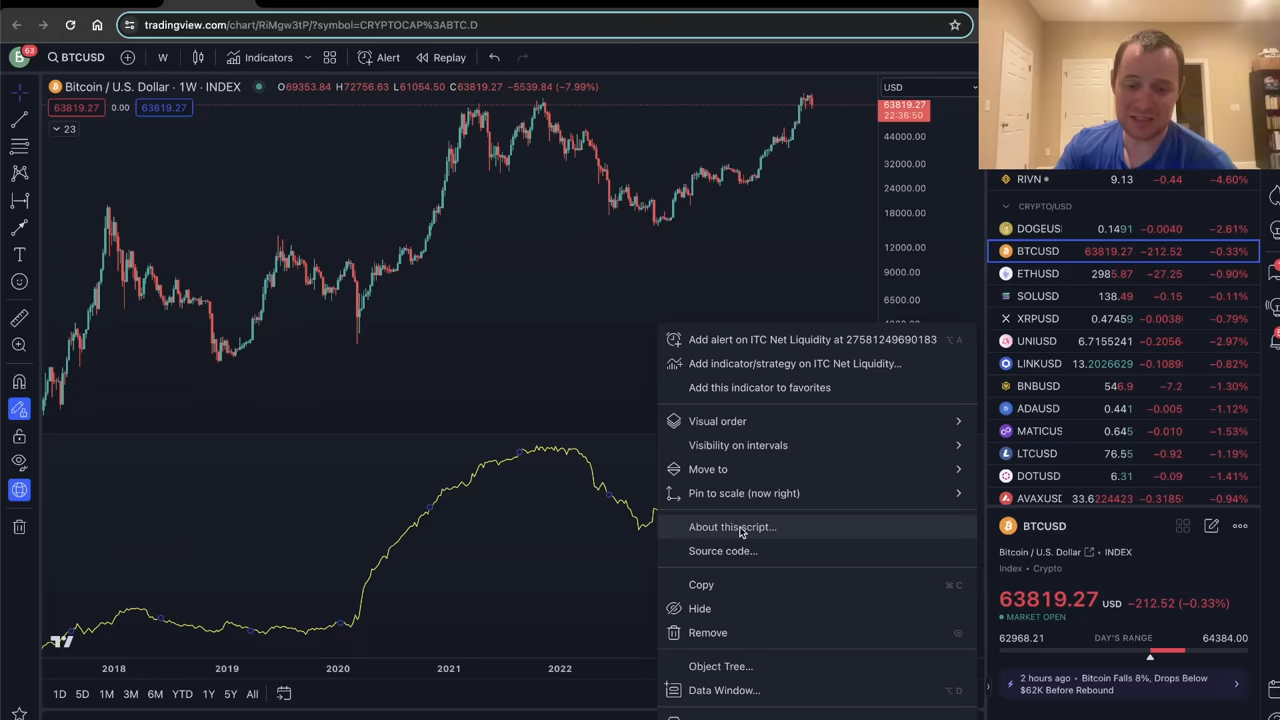 tradingview.com/chart/RiMgw3tP/?symbol=CRYPTOCAP%3ABTC.D
B 63 BTCUSD W Indicators Alert Replay
Bitcoin / U.S. Dollar · 1W · INDEX O69353.84 H72756.63 L61054.50 C63819.27 −5539.84 (−7.99%) USD
63819.27 0.00 63819.27
63819.27
22:36:50
23
44000.00
32000.00
24000.00
18000.00
12000.00
9000.00
6500.00
Add alert on ITC Net Liquidity at 27581249690183 ⌥ A
Add indicator/strategy on ITC Net Liquidity...
Add this indicator to favorites
Visual order
Visibility on intervals
Move to
Pin to scale (now right)
About this script...
Source code...
Copy ⌘ C
Hide
Remove
Object Tree...
Data Window... ⌥ D
2018 2019 2020 2021 2022
1D 5D 1M 3M 6M YTD 1Y 5Y All
RIVN 9.13 −0.44 −4.60%
CRYPTO/USD
DOGEUS 0.1491 −0.0040 −2.61%
BTCUSD 63819.27 −212.52 −0.33%
ETHUSD 2985.87 −27.25 −0.90%
SOLUSD 138.49 −0.15 −0.11%
XRPUSD 0.47459 −0.0038 −0.79%
UNIUSD 6.7155241 −0.2056 −2.97%
LINKUSD 13.2026629 −0.1089 −0.82%
BNBUSD 546.9 −7.2 −1.30%
ADAUSD 0.441 −0.005 −1.12%
MATICUS 0.645 −0.010 −1.53%
LTCUSD 76.55 −0.92 −1.19%
DOTUSD 6.31 −0.09 −1.41%
AVAXUSD 33.6224423 −0.3185 −0.94%
BTCUSD
Bitcoin / U.S. Dollar • INDEX
Index • Crypto
63819.27 USD −212.52 (−0.33%)
MARKET OPEN
62968.21 DAY'S RANGE 64384.00
2 hours ago • Bitcoin Falls 8%, Drops Below
$62K Before Rebound